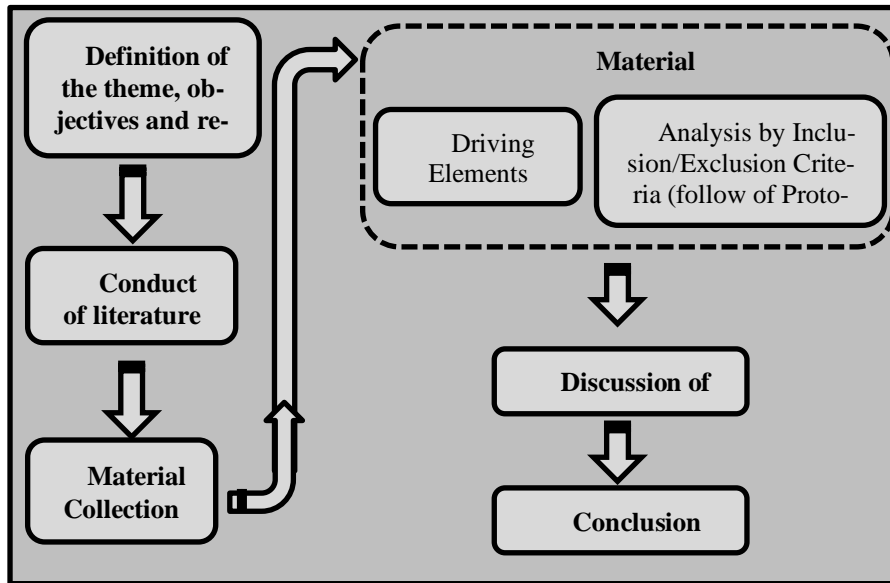 Definition of
the theme, ob-
jectives and re-
Conduct
of literature
Material
Collection
Material
Driving
Elements
Analysis by Inclu-
sion/Exclusion Crite-
ria (follow of Proto-
Discussion of
Conclusion